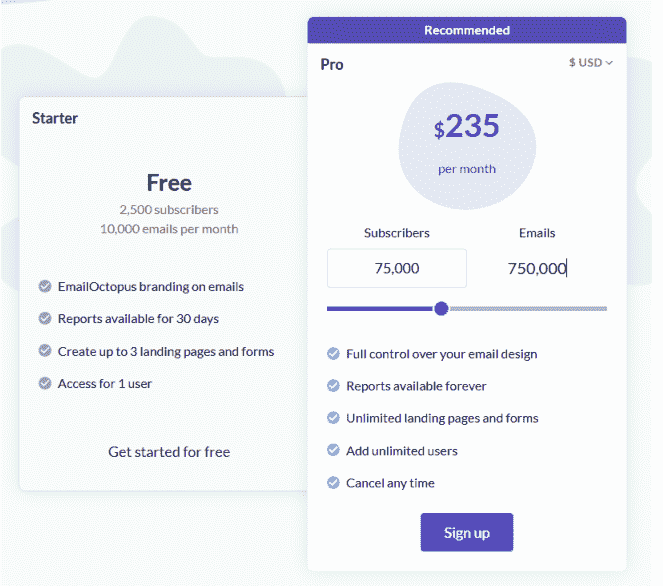 Starter
Free
2,500 subscribers
10,000 emails per month
EmailOctopus branding on emails
Reports available for 30 days
Create up to 3 landing pages and forms
Access for 1 user
Get started for free
Recommended
Pro
$ USD
$235
per month
Subscribers Emails
75,000 750,000
Full control over your email design
Reports available forever
Unlimited landing pages and forms
Add unlimited users
Cancel any time
Sign up